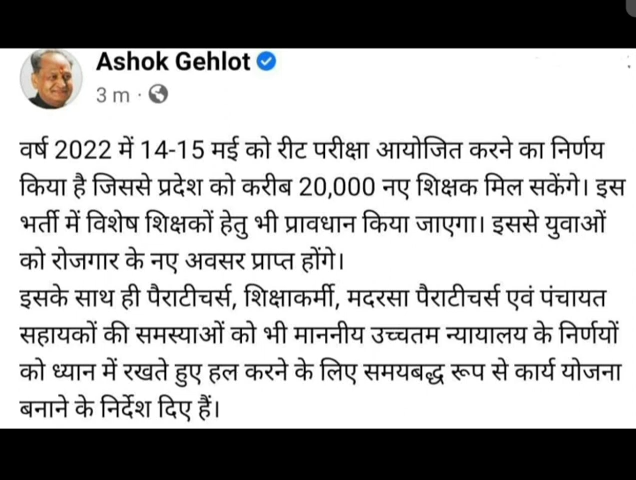 Ashok Gehlot
3 m ·
वर्ष 2022 में 14-15 मई को रीट परीक्षा आयोजित करने का निर्णय
किया है जिससे प्रदेश को करीब 20,000 नए शिक्षक मिल सकेंगे। इस
भर्ती में विशेष शिक्षकों हेतु भी प्रावधान किया जाएगा। इससे युवाओं
को रोजगार के नए अवसर प्राप्त होंगे।
इसके साथ ही पैराटीचर्स, शिक्षाकर्मी, मदरसा पैराटीचर्स एवं पंचायत
सहायकों की समस्याओं को भी माननीय उच्चतम न्यायालय के निर्णयों
को ध्यान में रखते हुए हल करने के लिए समयबद्ध रूप से कार्य योजना
बनाने के निर्देश दिए हैं।